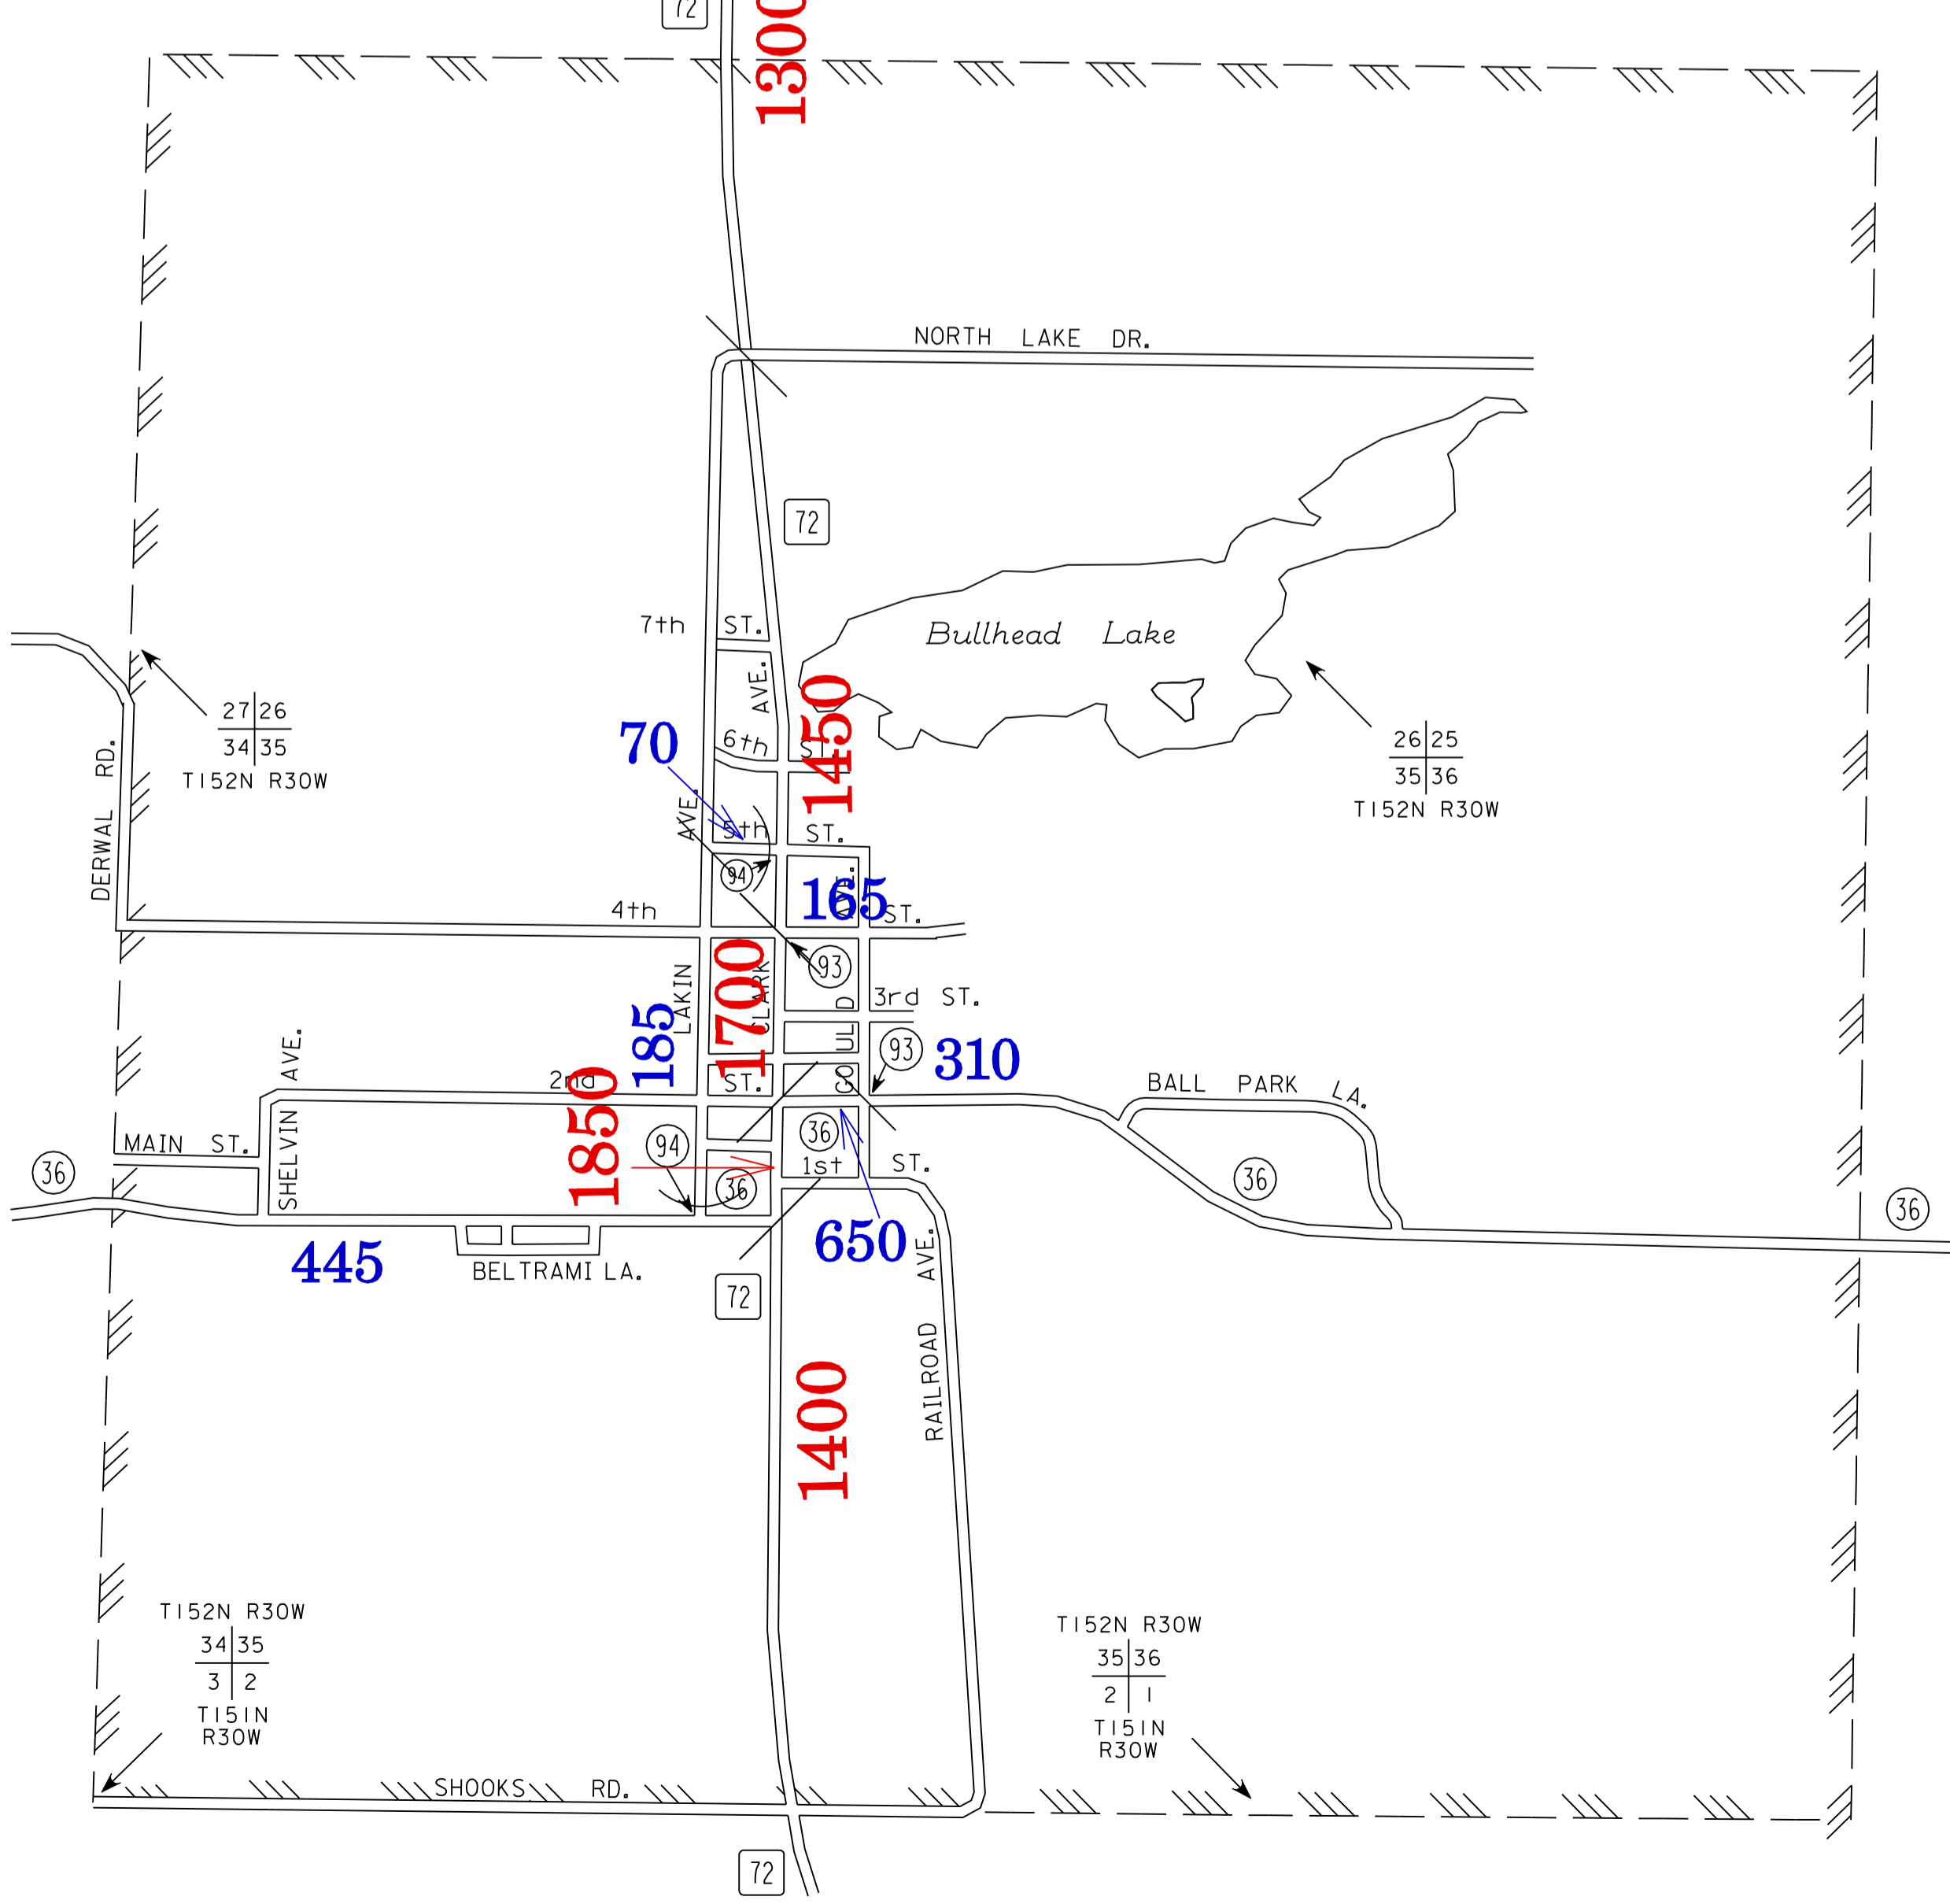 72
1300
NORTH LAKE DR.
72
7th ST.
Bullhead Lake
AVE.
27 26
34 35
T152N R30W
26 25
35 36
T152N R30W
DERWAL RD.
70
6th ST.
1450
AVE.
5th ST.
94
165
AVE.
4th ST.
93
LAKIN
CLARK
1700
185
3rd ST.
GOULD
93
310
AVE.
2nd ST.
1850
BALL PARK LA.
MAIN ST.
SHELVIN
94
36
1st ST.
36
36
36
36
445
BELTRAMI LA.
650
72
AVE.
RAILROAD
1400
T152N R30W
34 35
3 2
T151N
R30W
T152N R30W
35 36
2 1
T151N
R30W
SHOOKS RD.
72